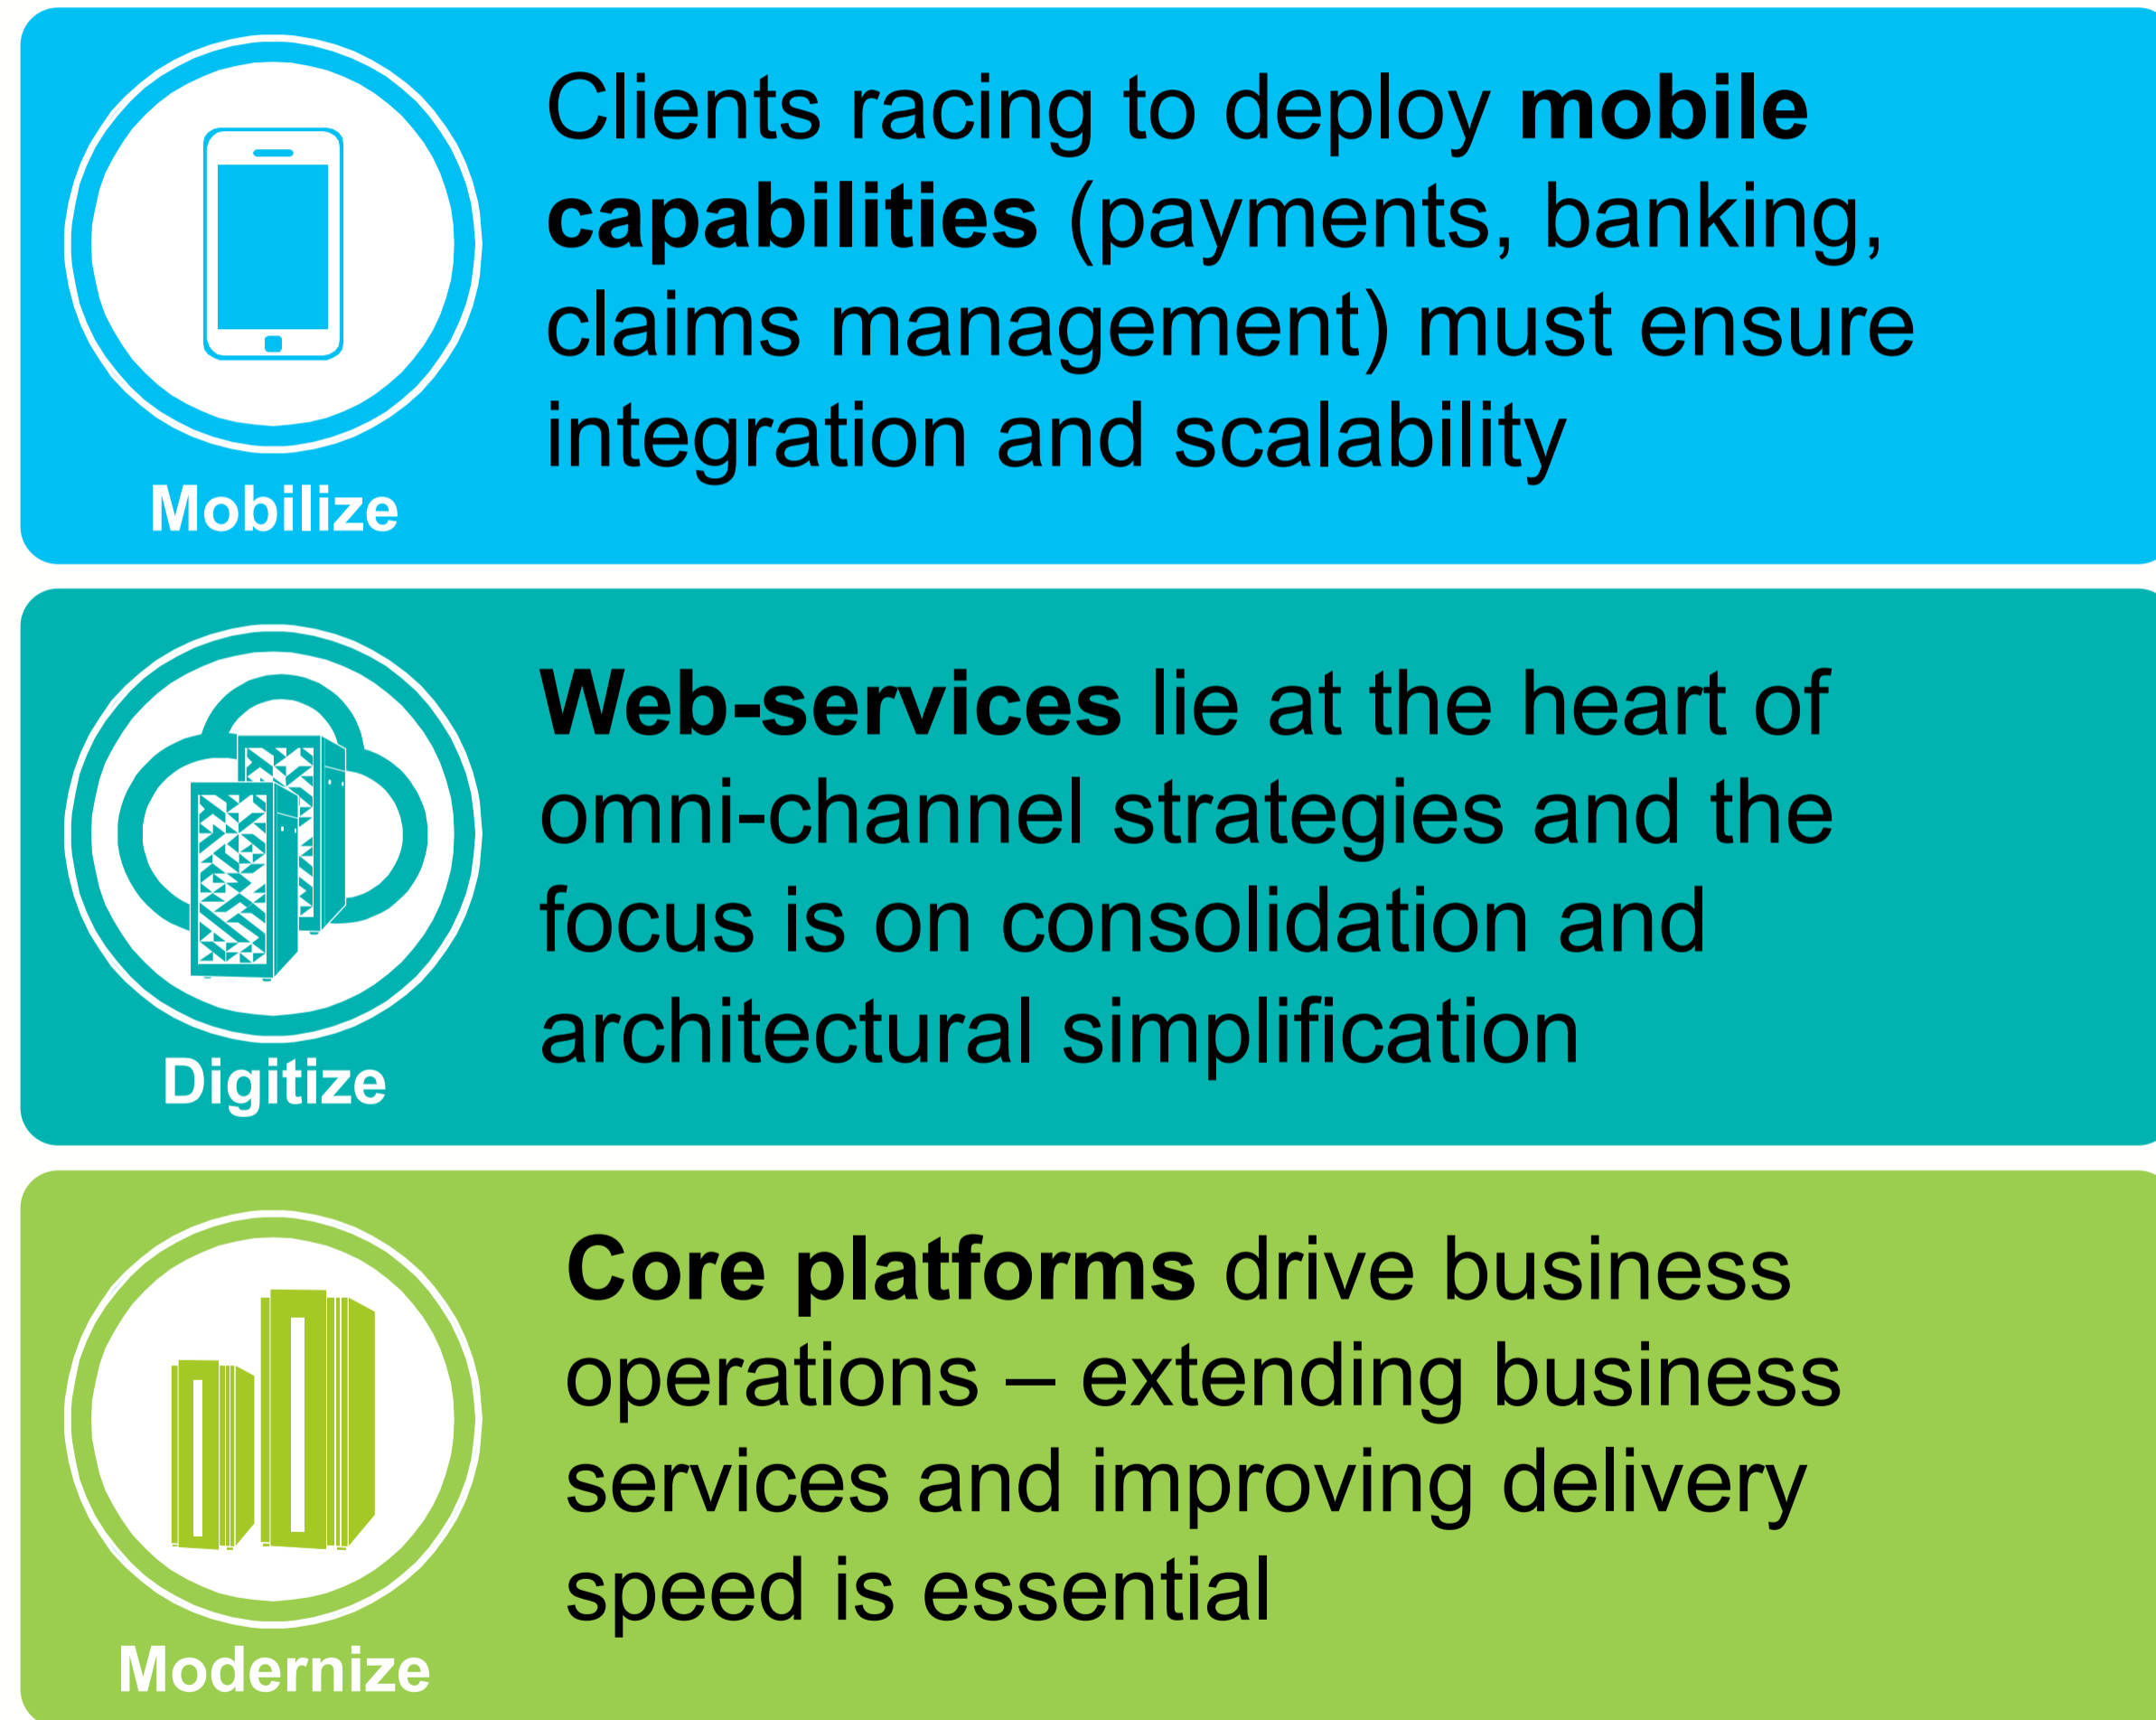 Clients racing to deploy mobile
capabilities (payments, banking,
claims management) must ensure
integration and scalability
Mobilize
Web-services lie at the heart of
omni-channel strategies and the
focus is on consolidation and
architectural simplification
Digitize
Core platforms drive business
operations – extending business
services and improving delivery
speed is essential
Modernize